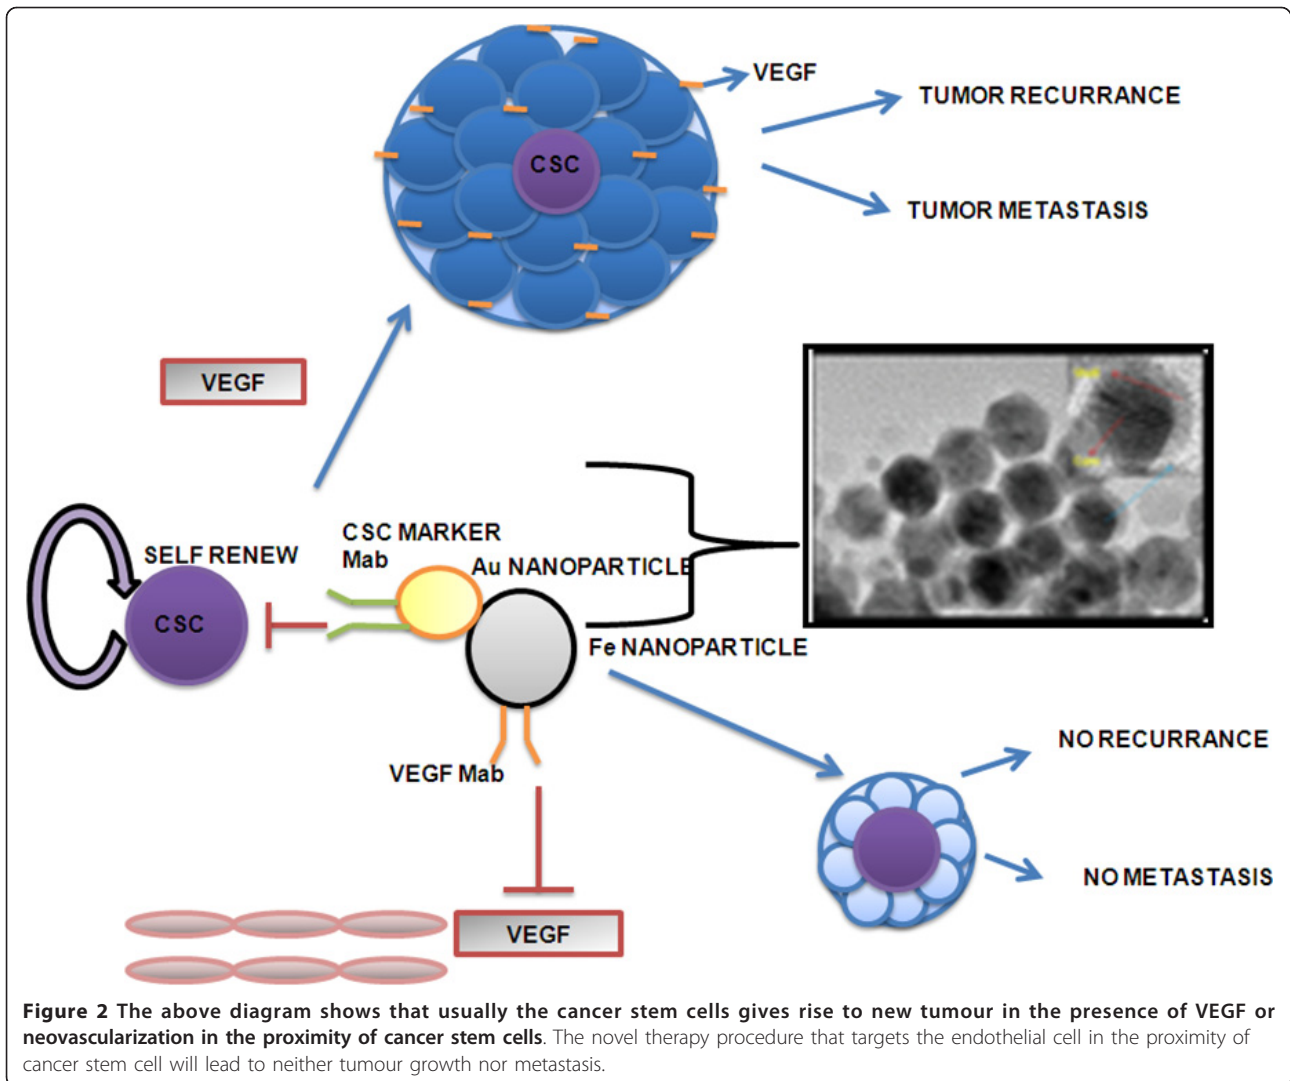 VEGF
TUMOR RECURRANCE
CSC
TUMOR METASTASIS
VEGF
CSC MARKER
Mab
SELF RENEW
Au NANOPARTICLE
CSC
Fe NANOPARTICLE
VEGF Mab
NO RECURRANCE
NO METASTASIS
VEGF
Figure 2 The above diagram shows that usually the cancer stem cells gives rise to new tumour in the presence of VEGF or
neovascularization in the proximity of cancer stem cells. The novel therapy procedure that targets the endothelial cell in the proximity of
cancer stem cell will lead to neither tumour growth nor metastasis.